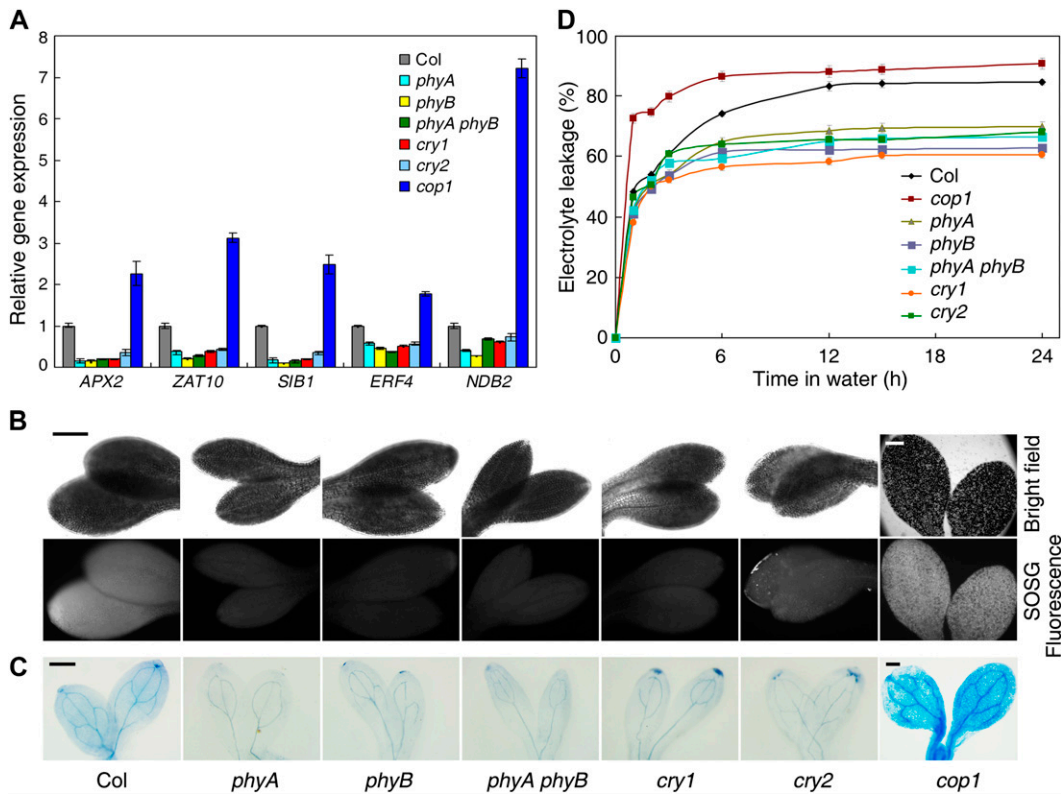 A
8
7
6
5
4
3
2
1
0
Relative gene expression
Col
phyA
phyB
phyA phyB
cry1
cry2
cop1
APX2 ZAT10 SIB1 ERF4 NDB2
D
100
80
60
40
20
0
Electrolyte leakage (%)
Col
cop1
phyA
phyB
phyA phyB
cry1
cry2
0 6 12 18 24
Time in water (h)
B
Bright field
SOSG
Fluorescence
C
Col phyA phyB phyA phyB cry1 cry2 cop1